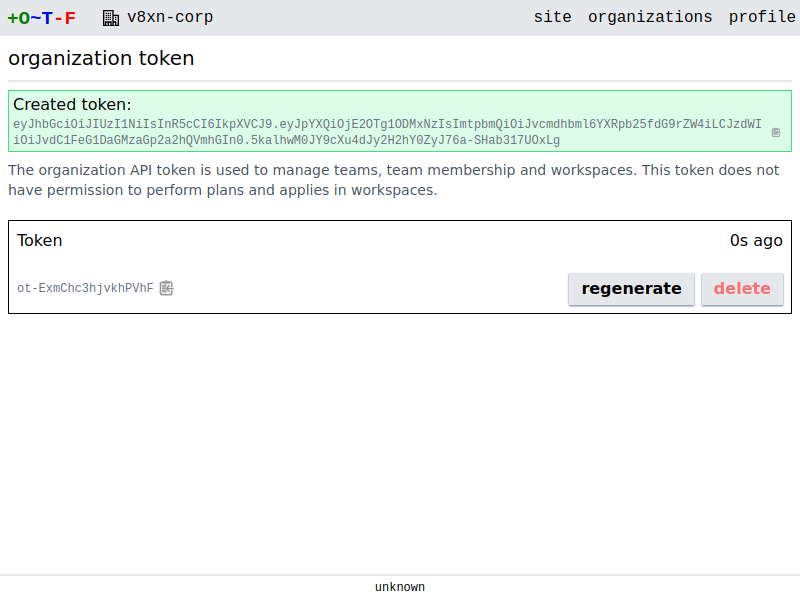 +O~T-F v8xn-corp site organizations profile
organization token
Created token:
eyJhbGciOiJIUzI1NiIsInR5cCI6IkpXVCJ9.eyJpYXQiOjE2OTg1ODMxNzIsImtpbmQiOiJvcmdhbml6YXRpb25fdG9rZW4iLCJzdWI
iOiJvdC1FeG1DaGMzaGp2a2hQVmhGIn0.5kalhwM0JY9cXu4dJy2H2hY0ZyJ76a-SHab317UOxLg
The organization API token is used to manage teams, team membership and workspaces. This token does not
have permission to perform plans and applies in workspaces.
Token 0s ago
ot-ExmChc3hjvkhPVhF regenerate delete
unknown